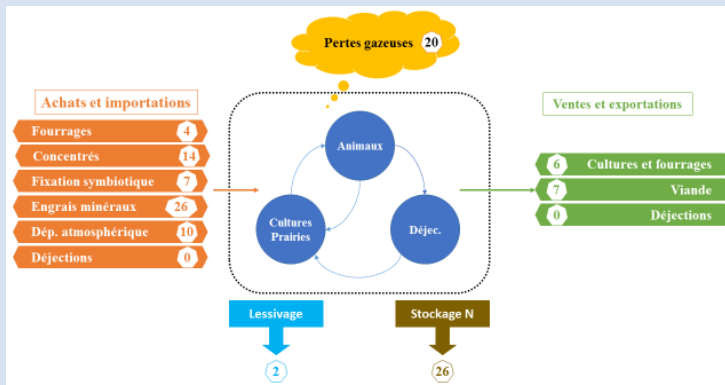 Pertes gazeuses 20
Achats et importations
Fourrages 4
Concentrés 14
Fixation symbiotique 7
Engrais minéraux 26
Dép. atmosphérique 10
Déjections 0
Animaux
Cultures
Prairies
Déjec.
Ventes et exportations
6 Cultures et fourrages
7 Viande
0 Déjections
Lessivage
2
Stockage N
26